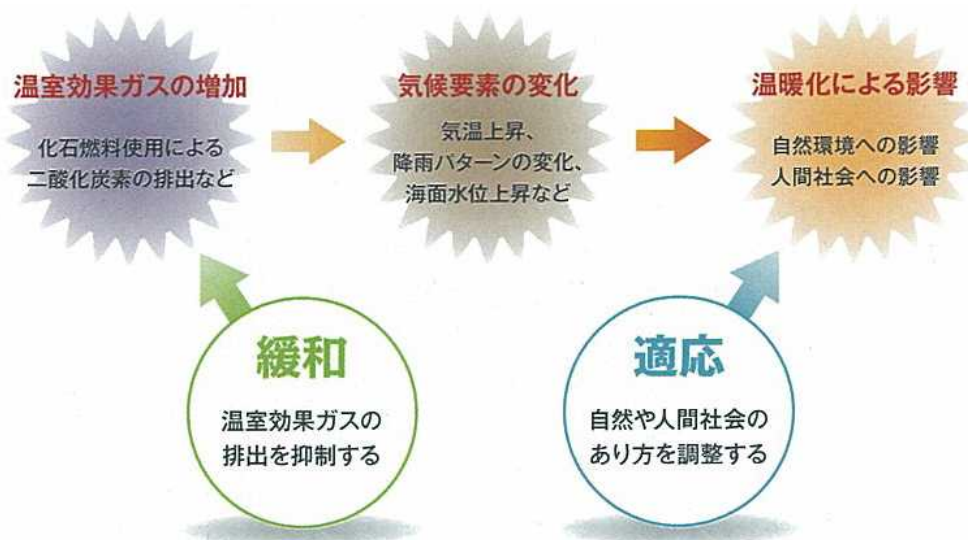 温室効果ガスの増加
化石燃料使用による
二酸化炭素の排出など
気候要素の変化
気温上昇、
降雨パターンの変化、
海面水位上昇など
温暖化による影響
自然環境への影響
人間社会への影響
緩和
温室効果ガスの
排出を抑制する
適応
自然や人間社会の
あり方を調整する